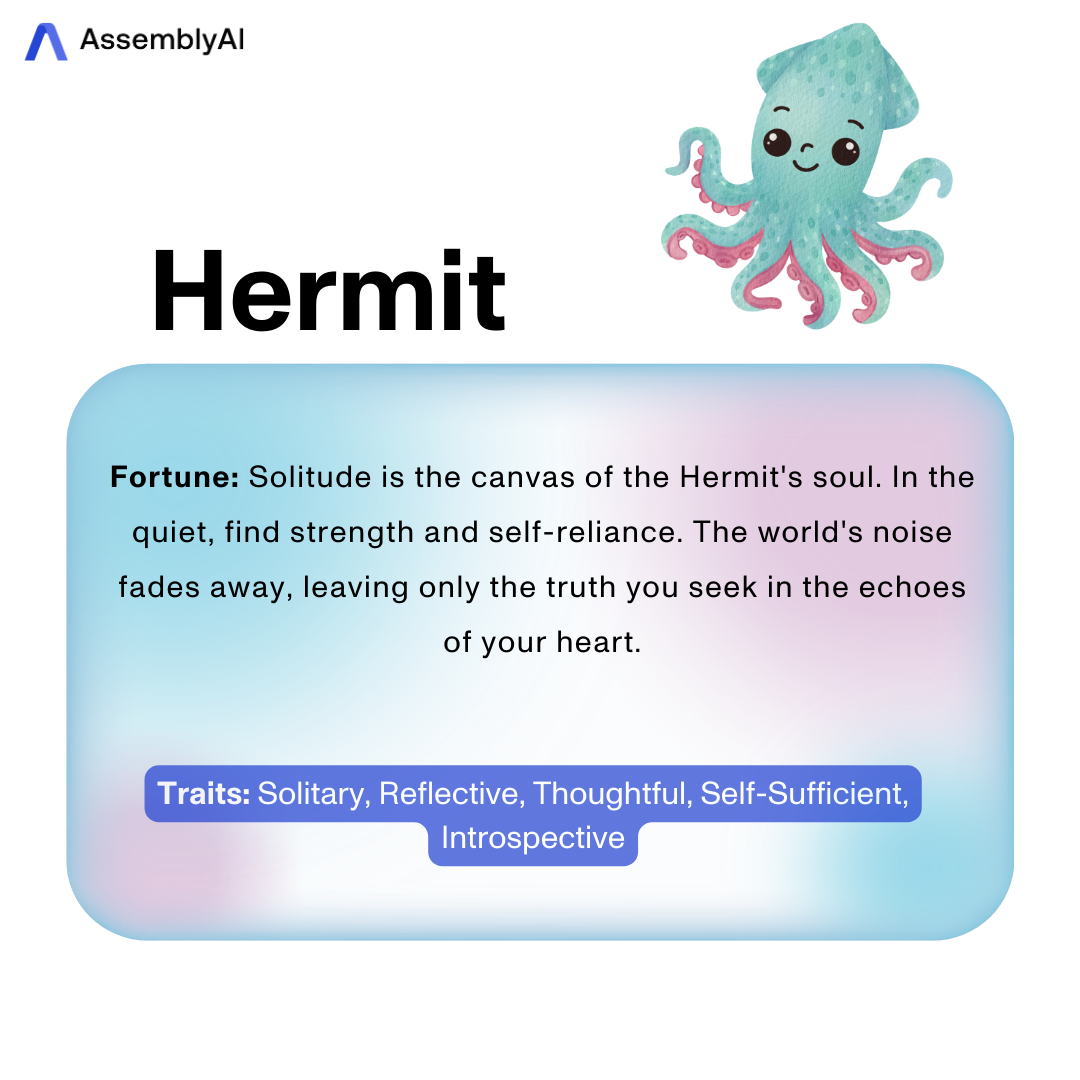 AssemblyAI
Hermit
Fortune: Solitude is the canvas of the Hermit's soul. In the
quiet, find strength and self-reliance. The world's noise
fades away, leaving only the truth you seek in the echoes
of your heart.
Traits: Solitary, Reflective, Thoughtful, Self-Sufficient,
Introspective